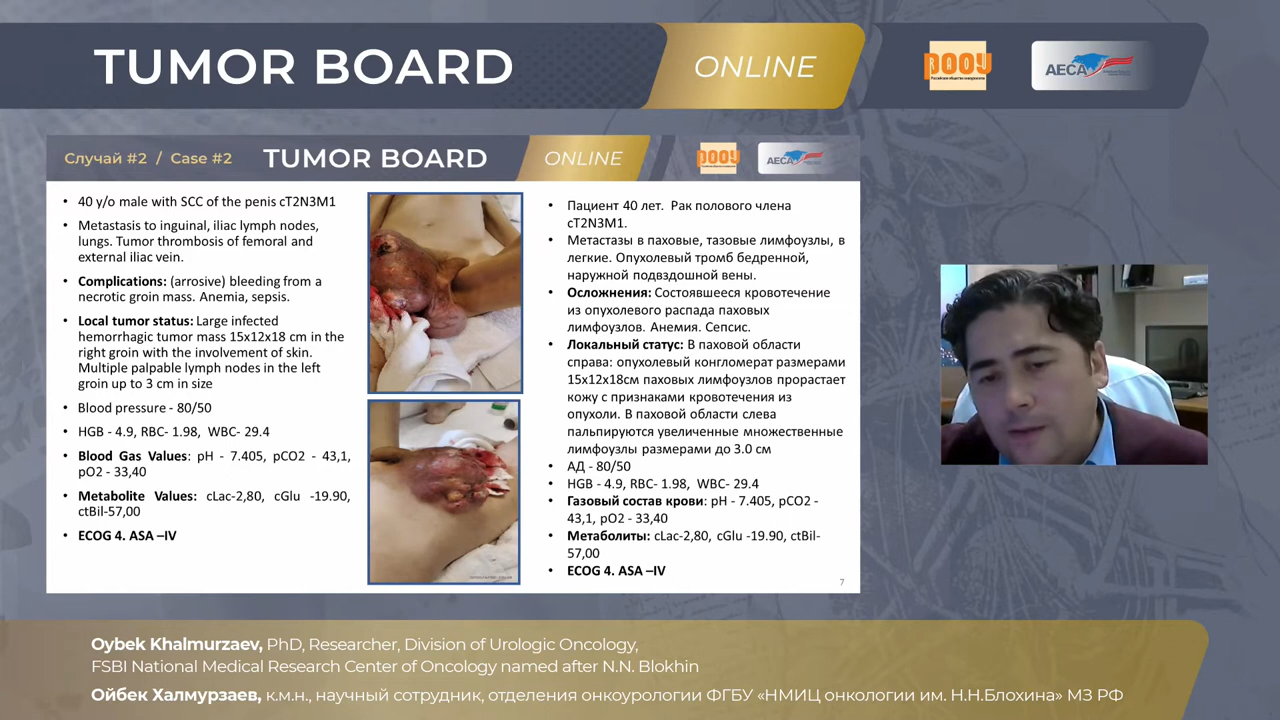 TUMOR BOARD
ONLINE
РООУ
Российское общество онкоурологов
АЕСА
Случай #2 / Case #2
TUMOR BOARD
ONLINE
РООУ
АЕСА
• 40 y/o male with SCC of the penis cT2N3M1
• Metastasis to inguinal, iliac lymph nodes,
lungs. Tumor thrombosis of femoral and
external iliac vein.
• Complications: (arrosive) bleeding from a
necrotic groin mass. Anemia, sepsis.
• Local tumor status: Large infected
hemorrhagic tumor mass 15x12x18 cm in the
right groin with the involvement of skin.
Multiple palpable lymph nodes in the left
groin up to 3 cm in size
• Blood pressure - 80/50
• HGB - 4.9, RBC- 1.98, WBC- 29.4
• Blood Gas Values: pH - 7.405, pCO2 - 43,1,
pO2 - 33,40
• Metabolite Values: cLac-2,80, cGlu -19.90,
ctBil-57,00
• ECOG 4. ASA –IV
• Пациент 40 лет. Рак полового члена
cT2N3M1.
• Метастазы в паховые, тазовые лимфоузлы, в
легкие. Опухолевый тромб бедренной,
наружной подвздошной вены.
• Осложнения: Состоявшееся кровотечение
из опухолевого распада паховых
лимфоузлов. Анемия. Сепсис.
• Локальный статус: В паховой области
справа: опухолевый конгломерат размерами
15x12x18см паховых лимфоузлов прорастает
кожу с признаками кровотечения из
опухоли. В паховой области слева
пальпируются увеличенные множественные
лимфоузлы размерами до 3.0 см
• АД - 80/50
• HGB - 4.9, RBC- 1.98, WBC- 29.4
• Газовый состав крови: pH - 7.405, pCO2 -
43,1, pO2 - 33,40
• Метаболиты: cLac-2,80, cGlu -19.90, ctBil-
57,00
• ECOG 4. ASA –IV
7
Oybek Khalmurzaev, PhD, Researcher, Division of Urologic Oncology,
FSBI National Medical Research Center of Oncology named after N.N. Blokhin
Ойбек Халмурзаев, к.м.н., научный сотрудник, отделения онкоурологии ФГБУ «НМИЦ онкологии им. Н.Н.Блохина» МЗ РФ